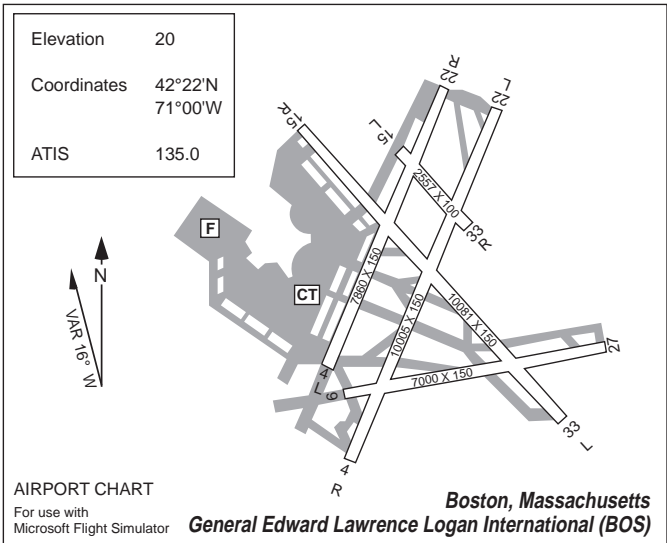 Elevation 20
Coordinates 42°22'N
71°00'W
ATIS 135.0
22
R
22
L
15
R
15
L
2557 X 100
33
R
F
N
VAR 16° W
CT
7860 X 150
10005 X 150
10081 X 150
27
7000 X 150
4
L
9
33
L
4
R
AIRPORT CHART
For use with
Microsoft Flight Simulator
Boston, Massachusetts
General Edward Lawrence Logan International (BOS)